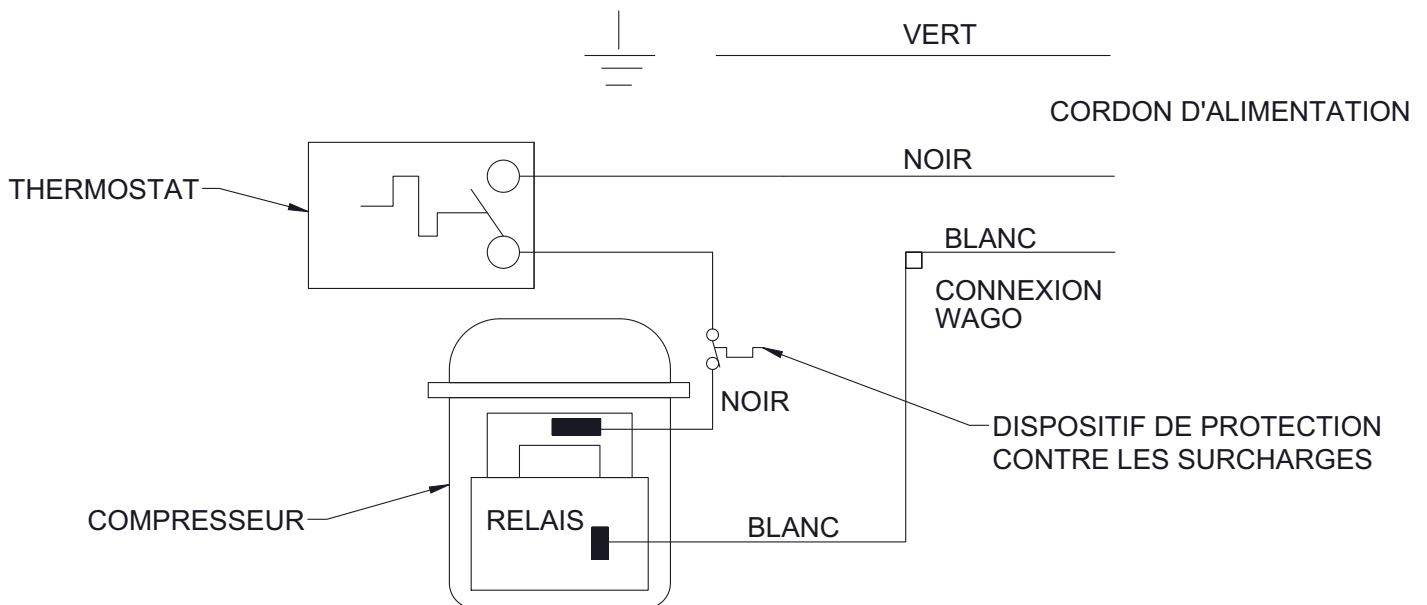 VERT
CORDON D'ALIMENTATION
NOIR
THERMOSTAT
BLANC
CONNEXION
WAGO
NOIR
DISPOSITIF DE PROTECTION
CONTRE LES SURCHARGES
COMPRESSEUR
RELAIS
BLANC